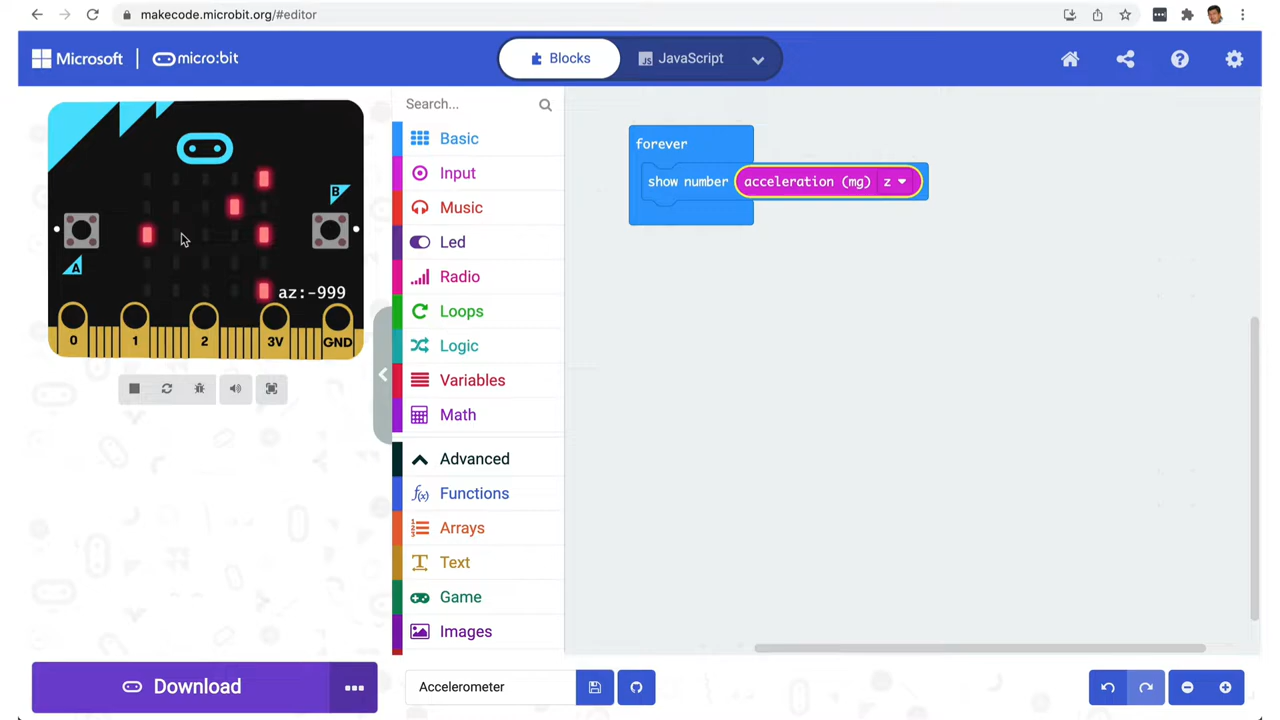 makecode.microbit.org/#editor
Microsoft
micro:bit
Blocks
JS JavaScript
B
A
az:-999
0 1 2 3V GND
Search...
Basic
Input
Music
Led
Radio
Loops
Logic
Variables
Math
Advanced
f(x) Functions
Arrays
Text
Game
Images
forever
show number acceleration (mg) z
Download
Accelerometer